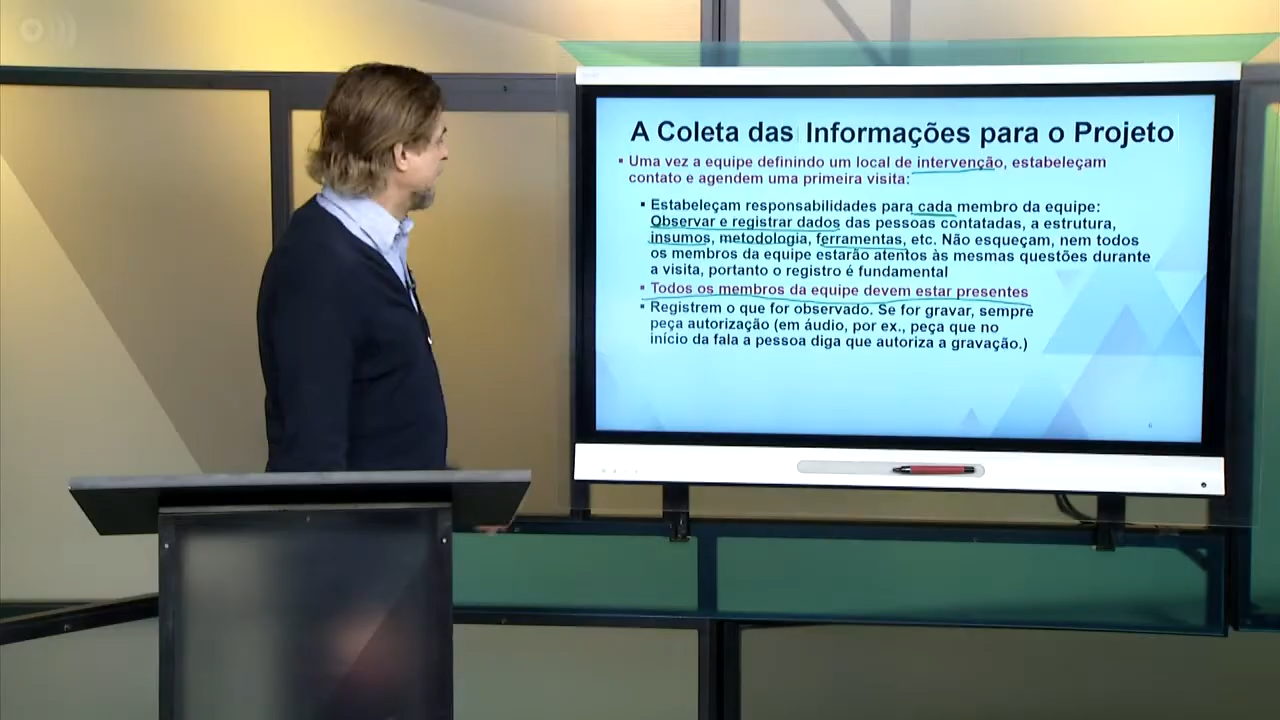 A Coleta das Informações para o Projeto
▪ Uma vez a equipe definindo um local de intervenção, estabeleçam
contato e agendem uma primeira visita:
▪ Estabeleçam responsabilidades para cada membro da equipe:
Observar e registrar dados das pessoas contatadas, a estrutura,
insumos, metodologia, ferramentas, etc. Não esqueçam, nem todos
os membros da equipe estarão atentos às mesmas questões durante
a visita, portanto o registro é fundamental
▪ Todos os membros da equipe devem estar presentes
▪ Registrem o que for observado. Se for gravar, sempre
peça autorização (em áudio, por ex., peça que no
início da fala a pessoa diga que autoriza a gravação.)
6